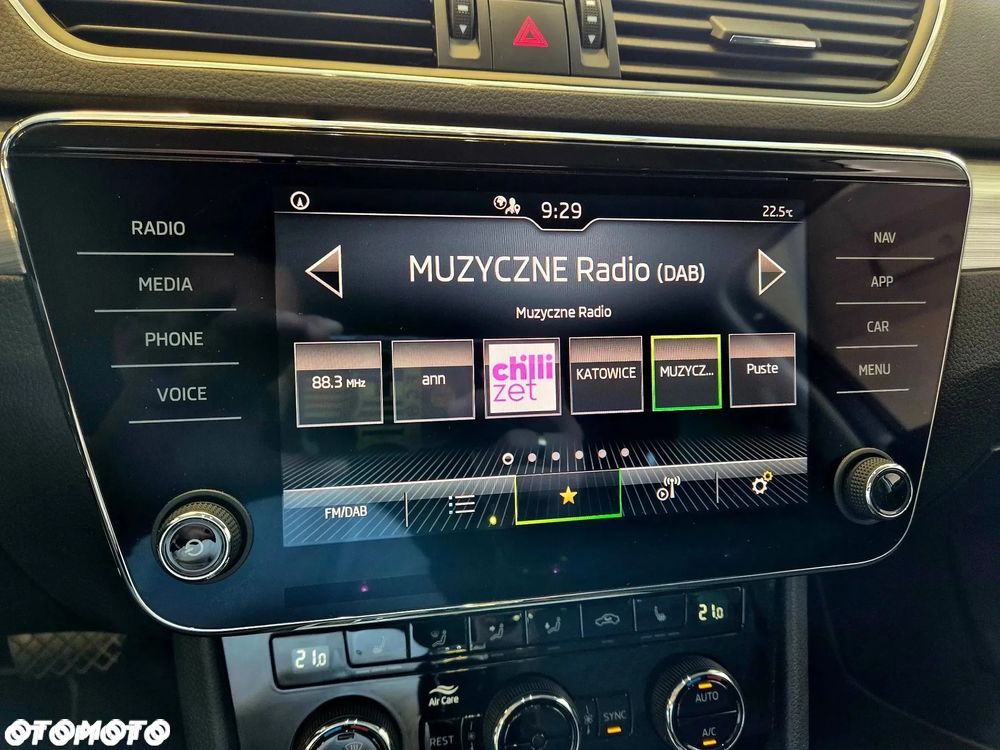 RADIO
MEDIA
PHONE
VOICE
9:29
22.5°C
MUZYCZNE Radio (DAB)
Muzyczne Radio
88.3 MHz
ann
chilli
zet
KATOWICE
MUZYCZ...
Puste
FM/DAB
NAV
APP
CAR
MENU
21.0
21.0
Air Care
REST
SYNC
AUTO
A/C
OTOMOTO